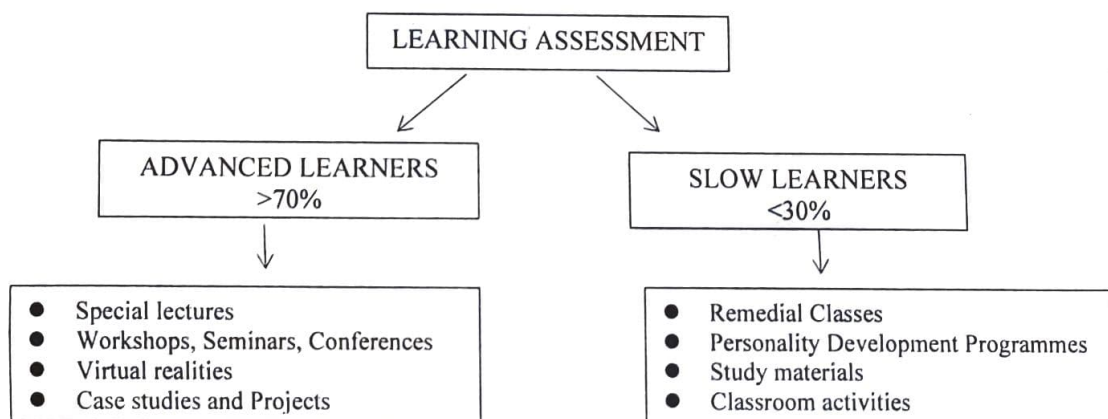 LEARNING ASSESSMENT
ADVANCED LEARNERS
>70%
SLOW LEARNERS
<30%
● Special lectures
● Workshops, Seminars, Conferences
● Virtual realities
● Case studies and Projects
● Remedial Classes
● Personality Development Programmes
● Study materials
● Classroom activities